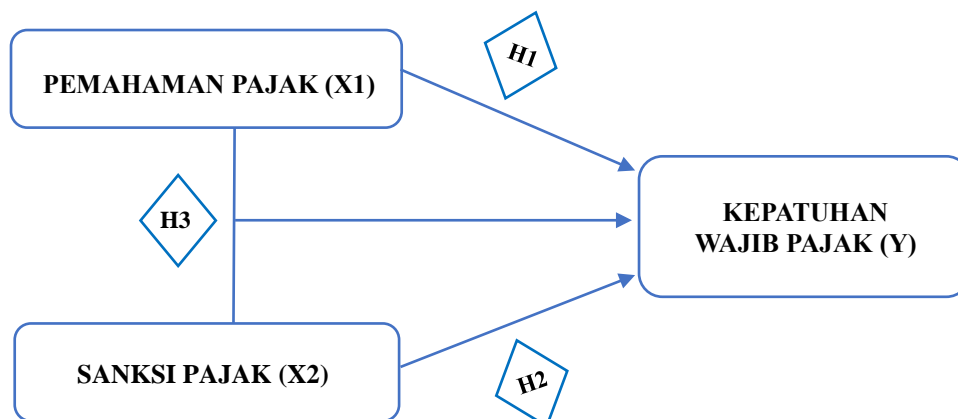 H1
PEMAHAMAN PAJAK (X1)
H3
KEPATUHAN
WAJIB PAJAK (Y)
SANKSI PAJAK (X2)
H2